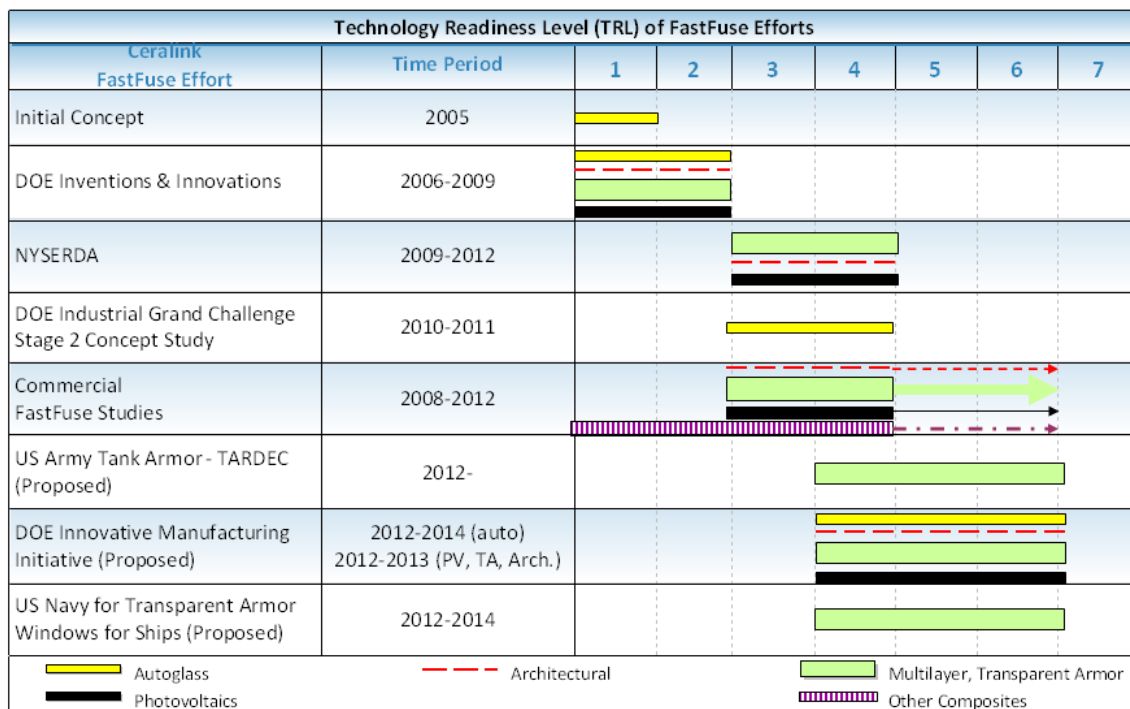 Technology Readiness Level (TRL) of FastFuse Efforts
Ceralink
FastFuse Effort
Time Period
1
2
3
4
5
6
7
Initial Concept
2005
DOE Inventions & Innovations
2006-2009
NYSERDA
2009-2012
DOE Industrial Grand Challenge
Stage 2 Concept Study
2010-2011
Commercial
FastFuse Studies
2008-2012
US Army Tank Armor - TARDEC
(Proposed)
2012-
DOE Innovative Manufacturing
Initiative (Proposed)
2012-2014 (auto)
2012-2013 (PV, TA, Arch.)
US Navy for Transparent Armor
Windows for Ships (Proposed)
2012-2014
Autoglass
Architectural
Multilayer, Transparent Armor
Photovoltaics
Other Composites